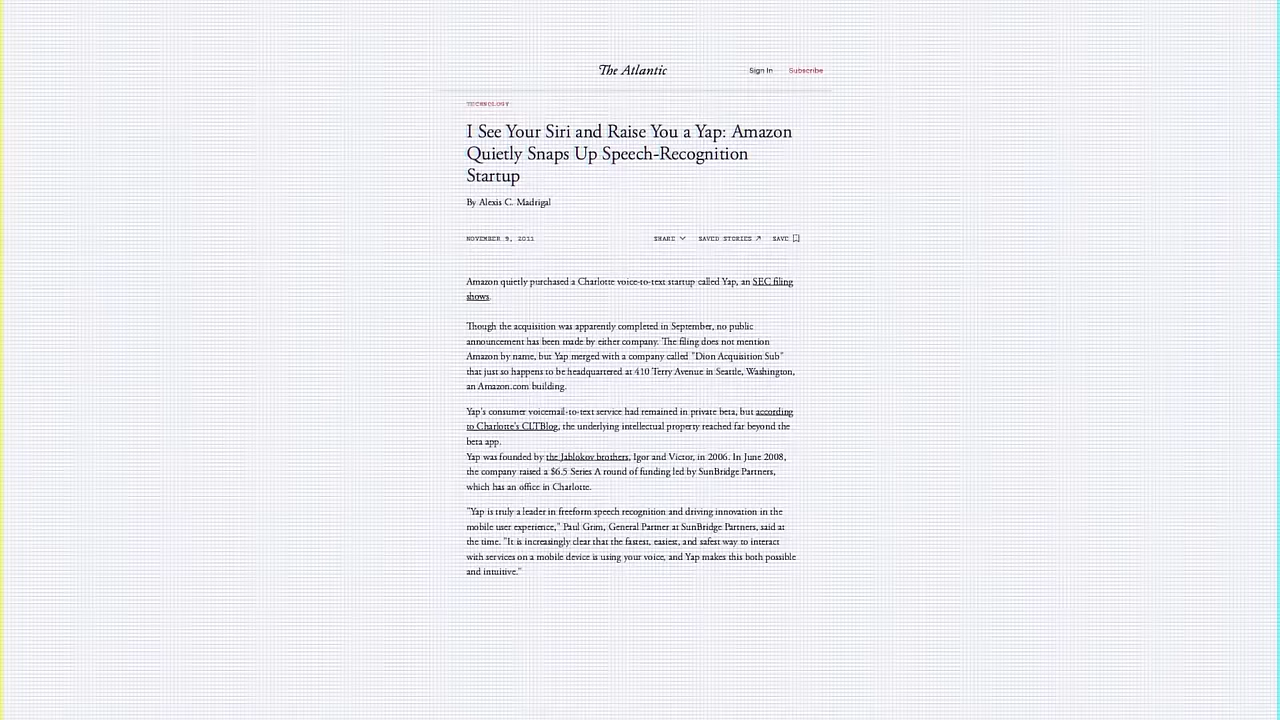 The Atlantic
Sign In
Subscribe
TECHNOLOGY
I See Your Siri and Raise You a Yap: Amazon
Quietly Snaps Up Speech-Recognition
Startup
By Alexis C. Madrigal
NOVEMBER 9, 2011
SHARE
SAVED STORIES
SAVE
Amazon quietly purchased a Charlotte voice-to-text startup called Yap, an SEC filing
shows.
Though the acquisition was apparently completed in September, no public
announcement has been made by either company. The filing does not mention
Amazon by name, but Yap merged with a company called "Dion Acquisition Sub"
that just so happens to be headquartered at 410 Terry Avenue in Seattle, Washington,
an Amazon.com building.
Yap's consumer voicemail-to-text service had remained in private beta, but according
to Charlotte's CLTBlog, the underlying intellectual property reached far beyond the
beta app.
Yap was founded by the Jablokov brothers, Igor and Victor, in 2006. In June 2008,
the company raised a $6.5 Series A round of funding led by SunBridge Partners,
which has an office in Charlotte.
"Yap is truly a leader in freeform speech recognition and driving innovation in the
mobile user experience," Paul Grim, General Partner at SunBridge Partners, said at
the time. "It is increasingly clear that the fastest, easiest, and safest way to interact
with services on a mobile device is using your voice, and Yap makes this both possible
and intuitive."